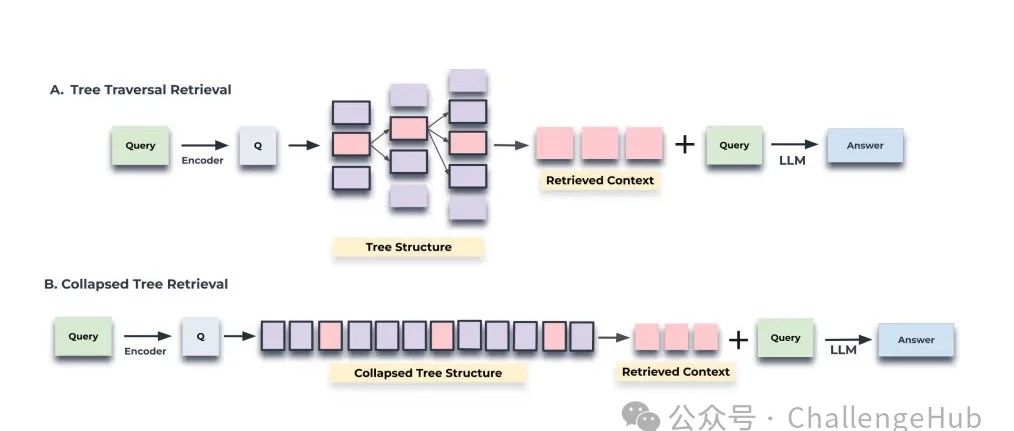 A. Tree Traversal Retrieval
Query
Encoder
Q
Tree Structure
Retrieved Context
+
Query
LLM
Answer
B. Collapsed Tree Retrieval
Query
Encoder
Q
Collapsed Tree Structure
Retrieved Context
+
Query
LLM
Answer
公众号 · ChallengeHub